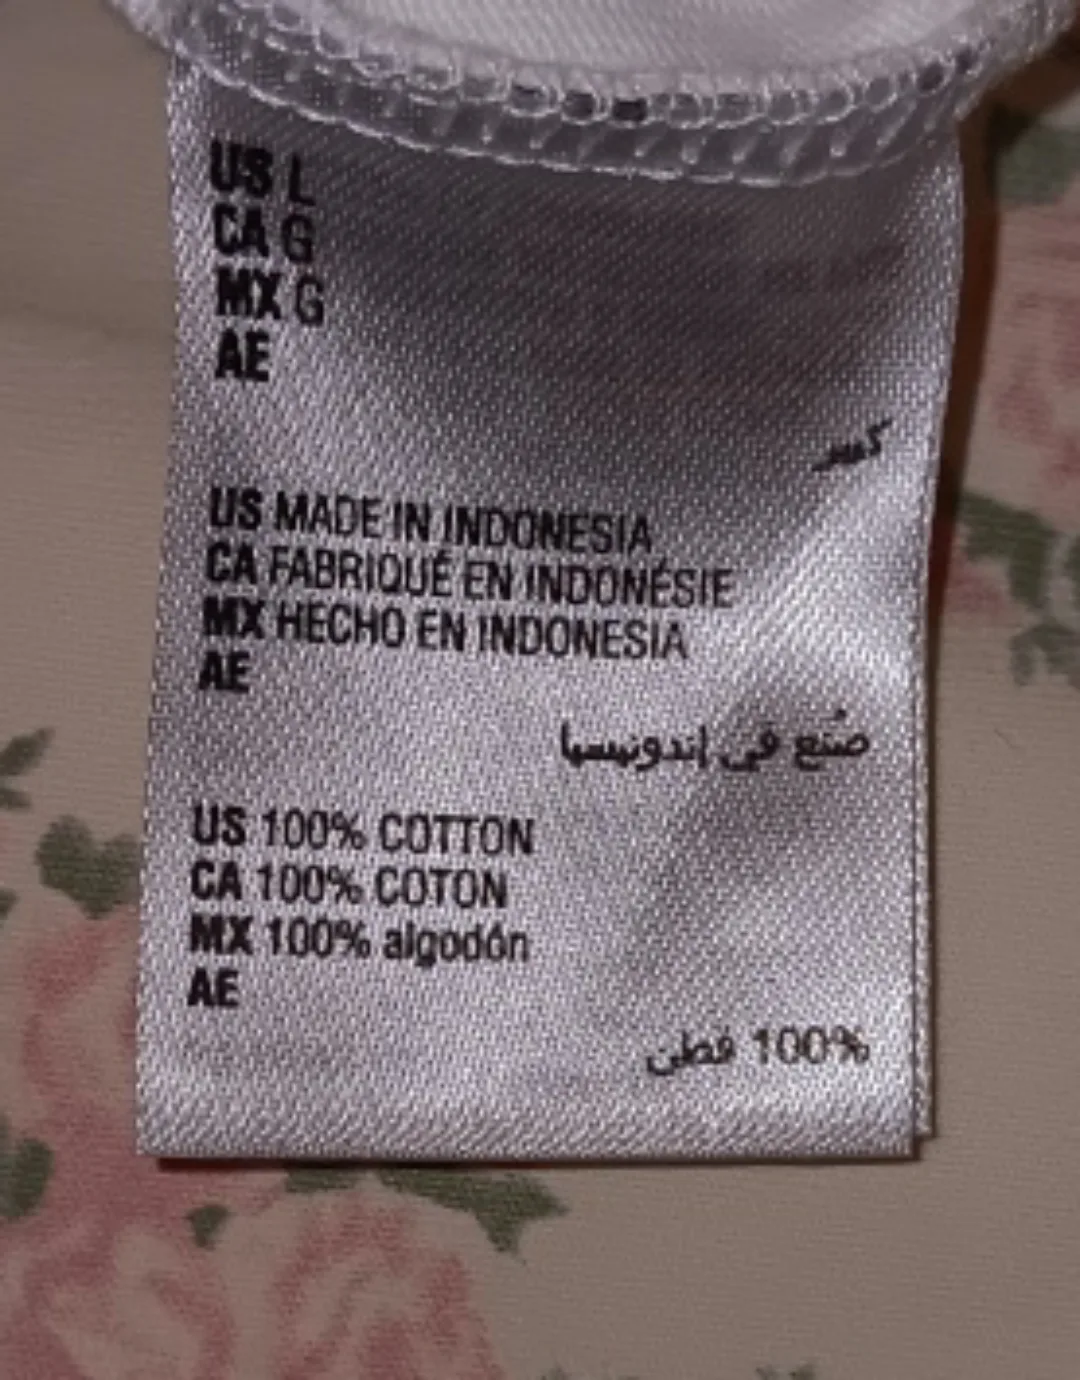 US L
CA G
MX G
AE
كبير
US MADE IN INDONESIA
CA FABRIQUÉ EN INDONÉSIE
MX HECHO EN INDONESIA
AE
صُنع في إندونيسيا
US 100% COTTON
CA 100% COTON
MX 100% algodón
AE
100% قطن